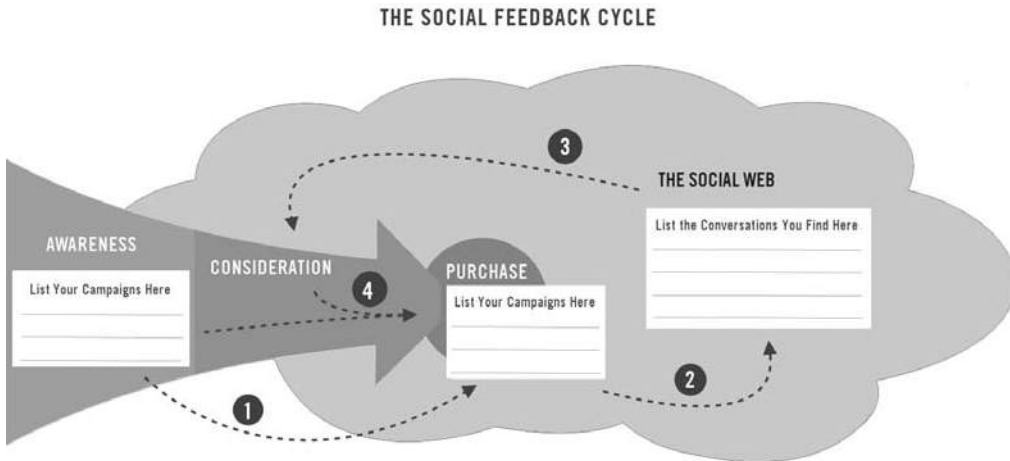 THE SOCIAL FEEDBACK CYCLE
3
THE SOCIAL WEB
List the Conversations You Find Here
AWARENESS
List Your Campaigns Here
CONSIDERATION
4
PURCHASE
List Your Campaigns Here
2
1